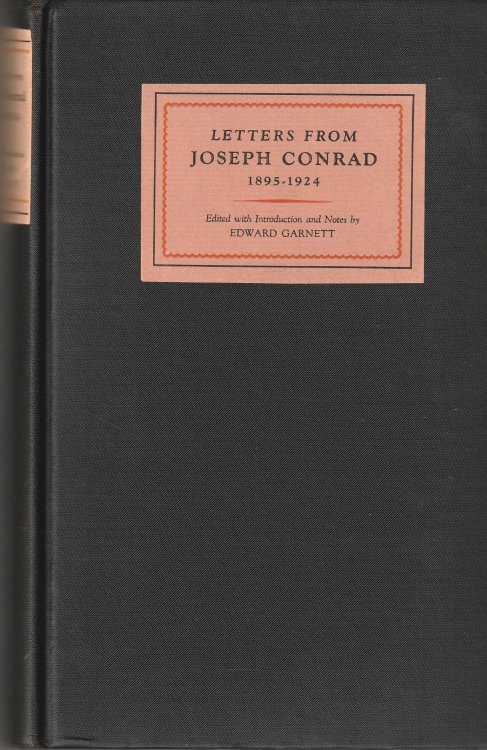 LETTERS FROM
JOSEPH CONRAD
1895-1924
Edited with Introduction and Notes by
EDWARD GARNETT